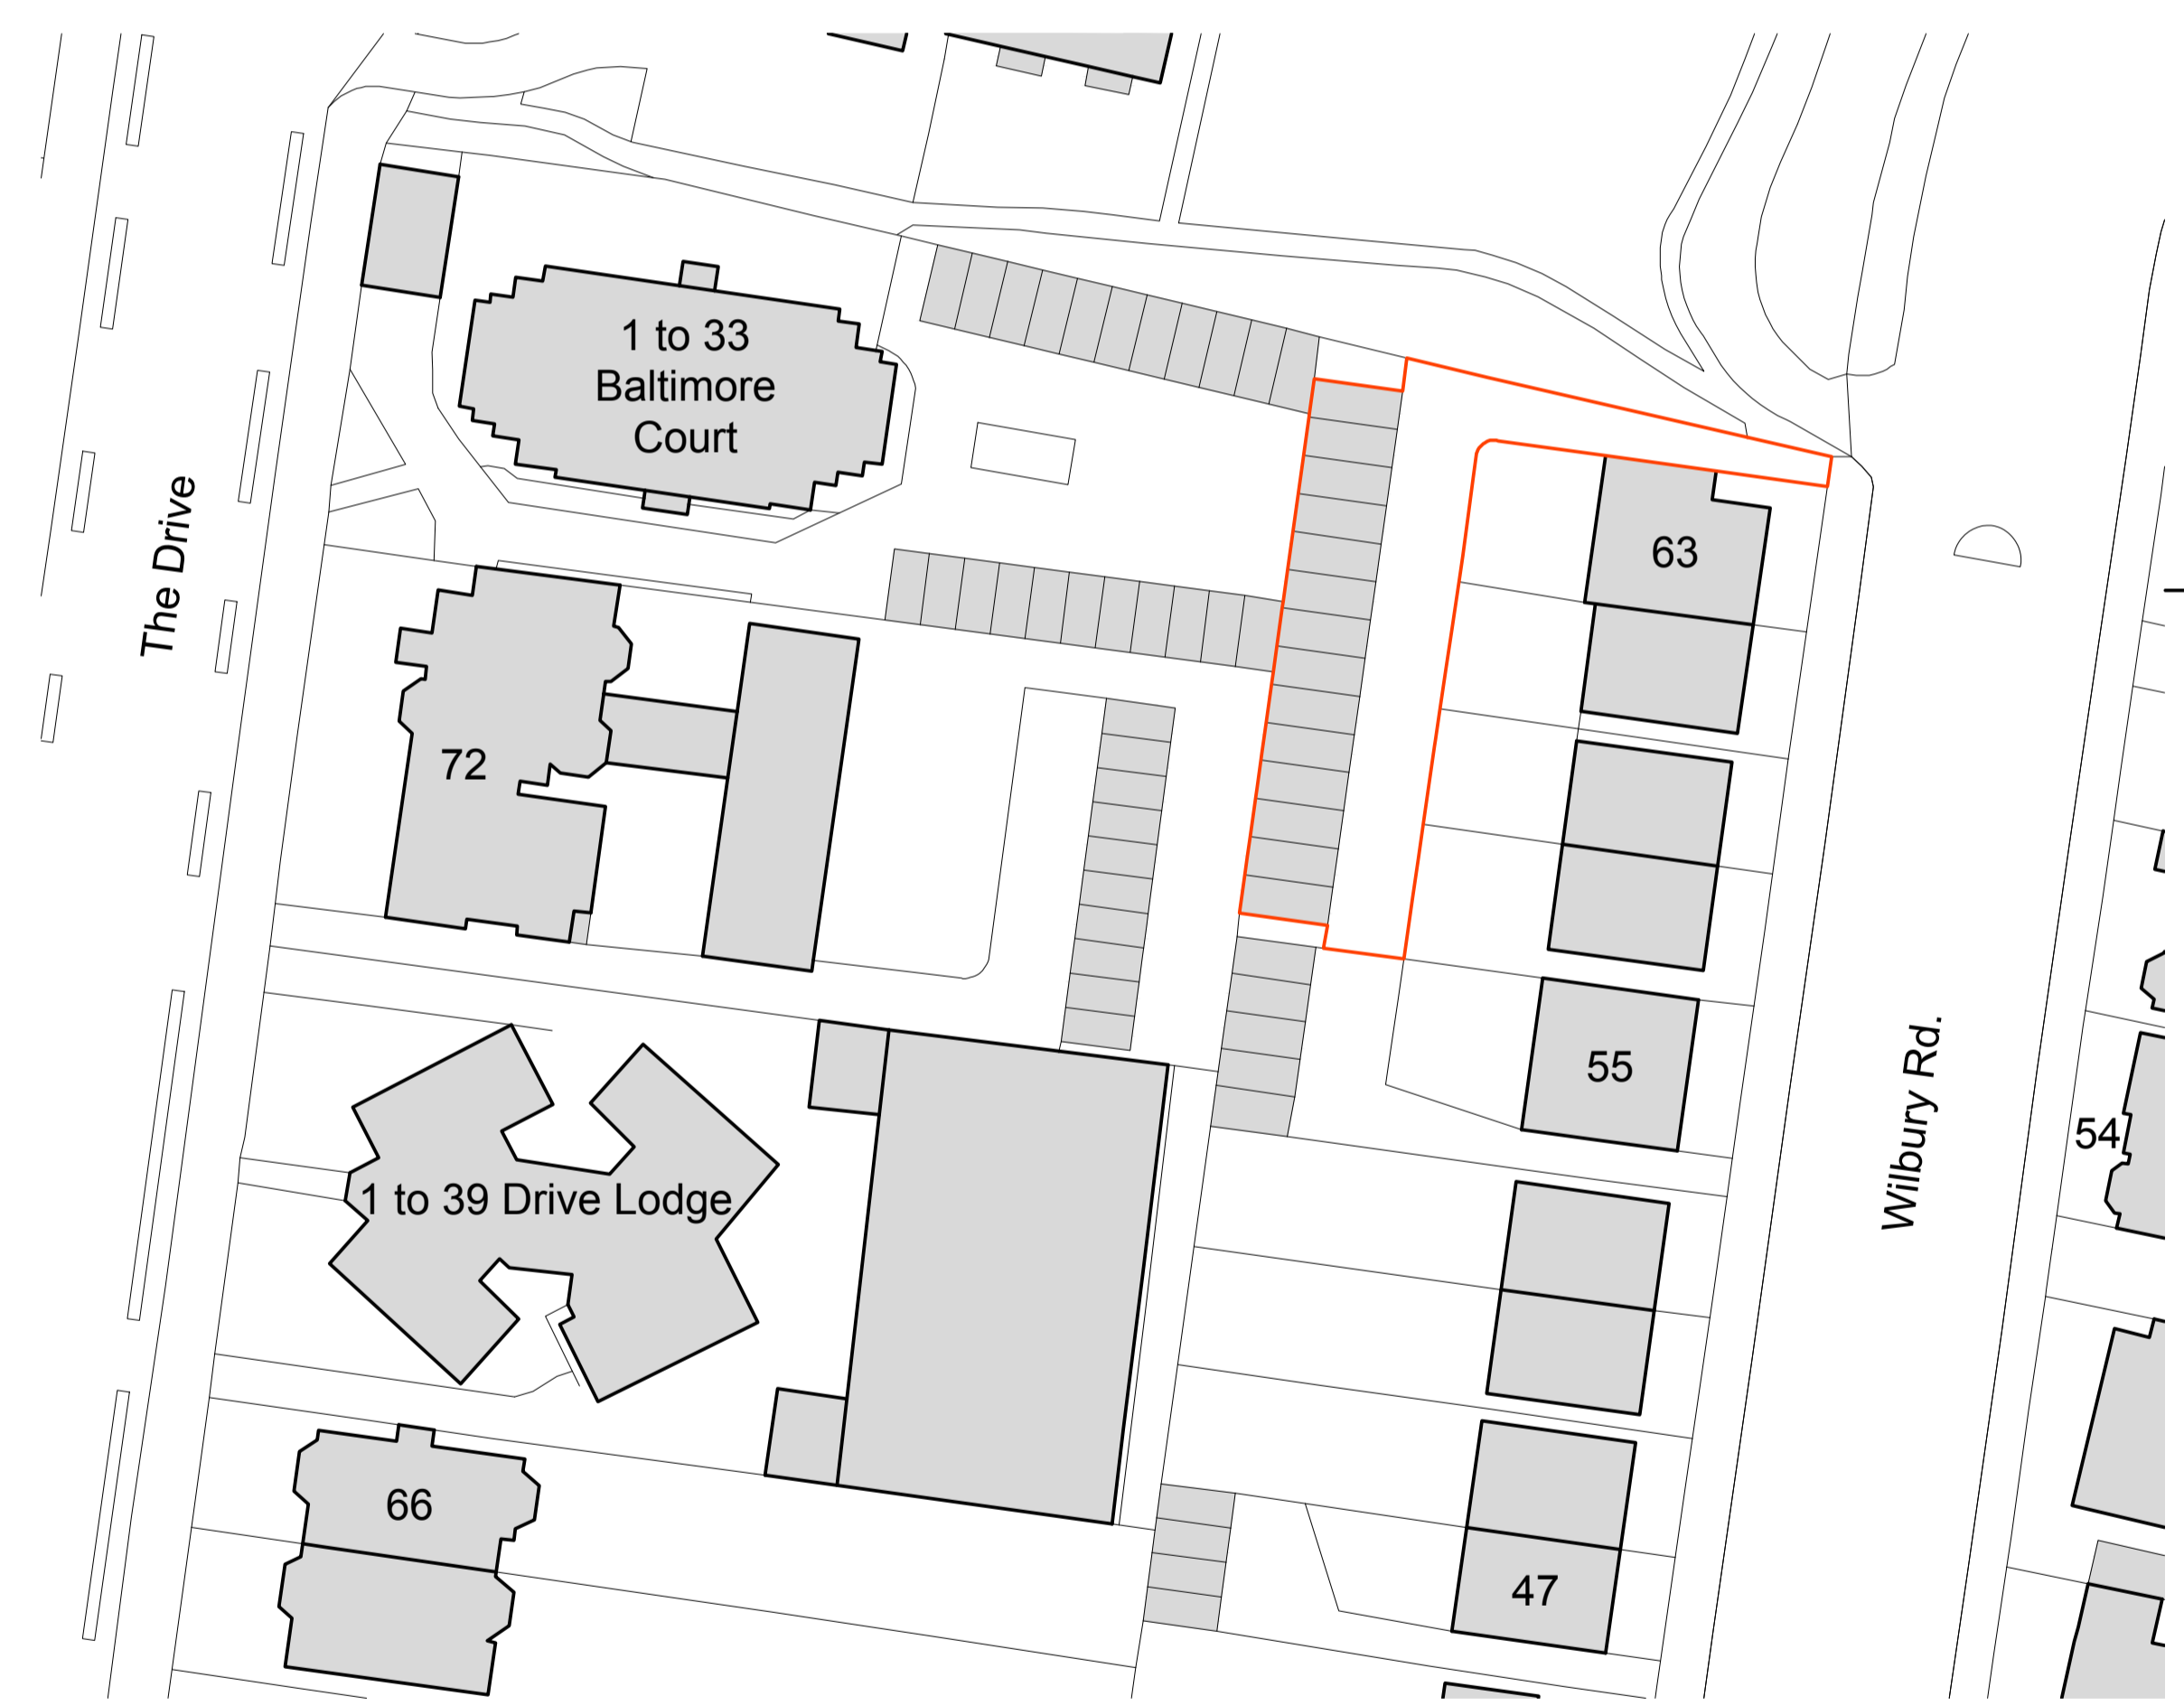 1 to 33
Baltimore
Court
The Drive
63
72
55
Wilbury Rd.
54
1 to 39 Drive Lodge
66
47